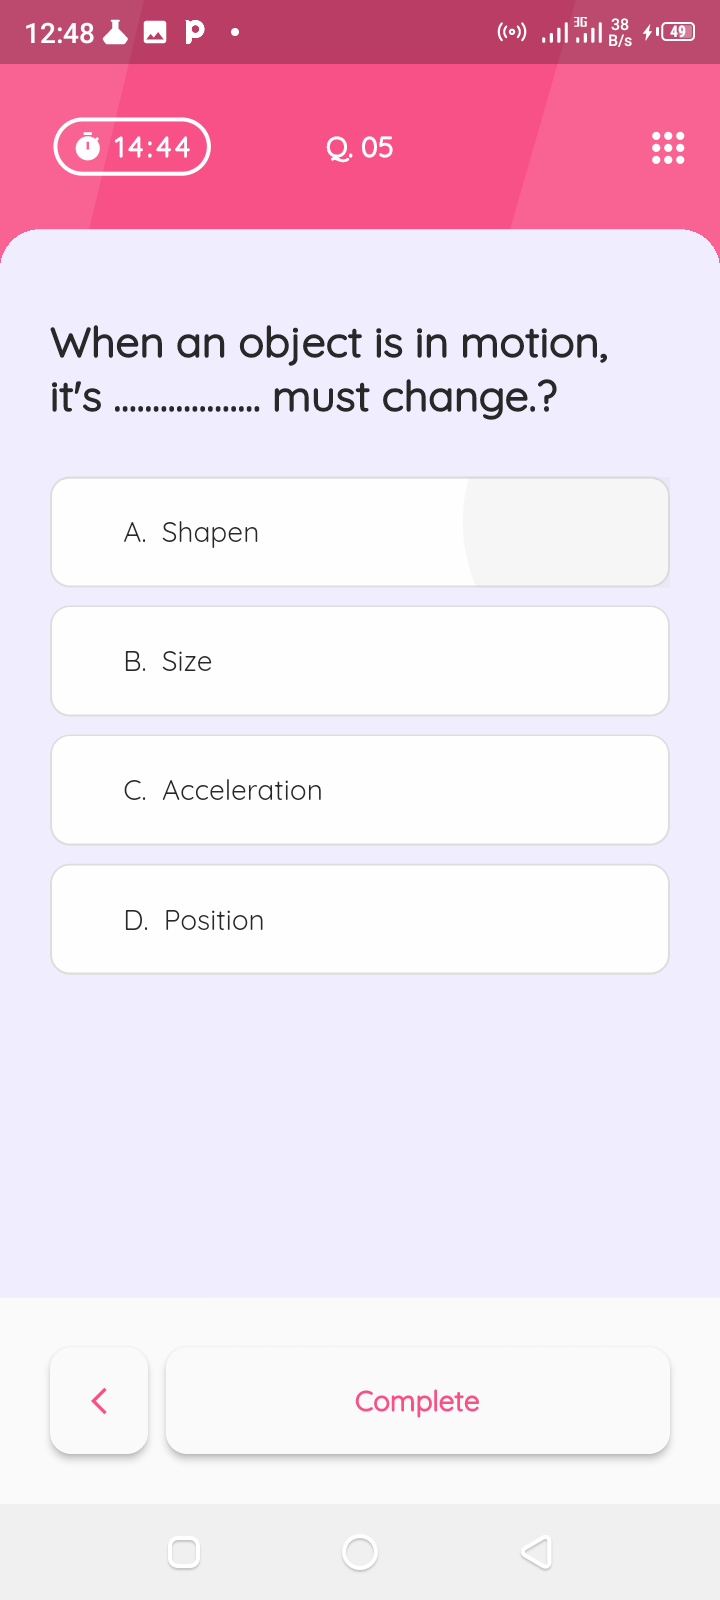 12:48 3G 38 B/s 49
14:44 Q. 05
When an object is in motion,
it's ................... must change.?
A. Shapen
B. Size
C. Acceleration
D. Position
Complete